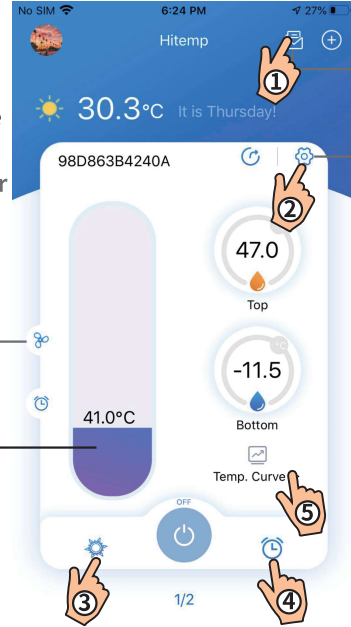 No SIM 6:24 PM 27%
Hitemp
①
30.3°C It is Thursday!
98D863B4240A
r
②
47.0
°C
Top
-11.5
Bottom
41.0°C
Temp. Curve
⑤
OFF
③
④
1/2